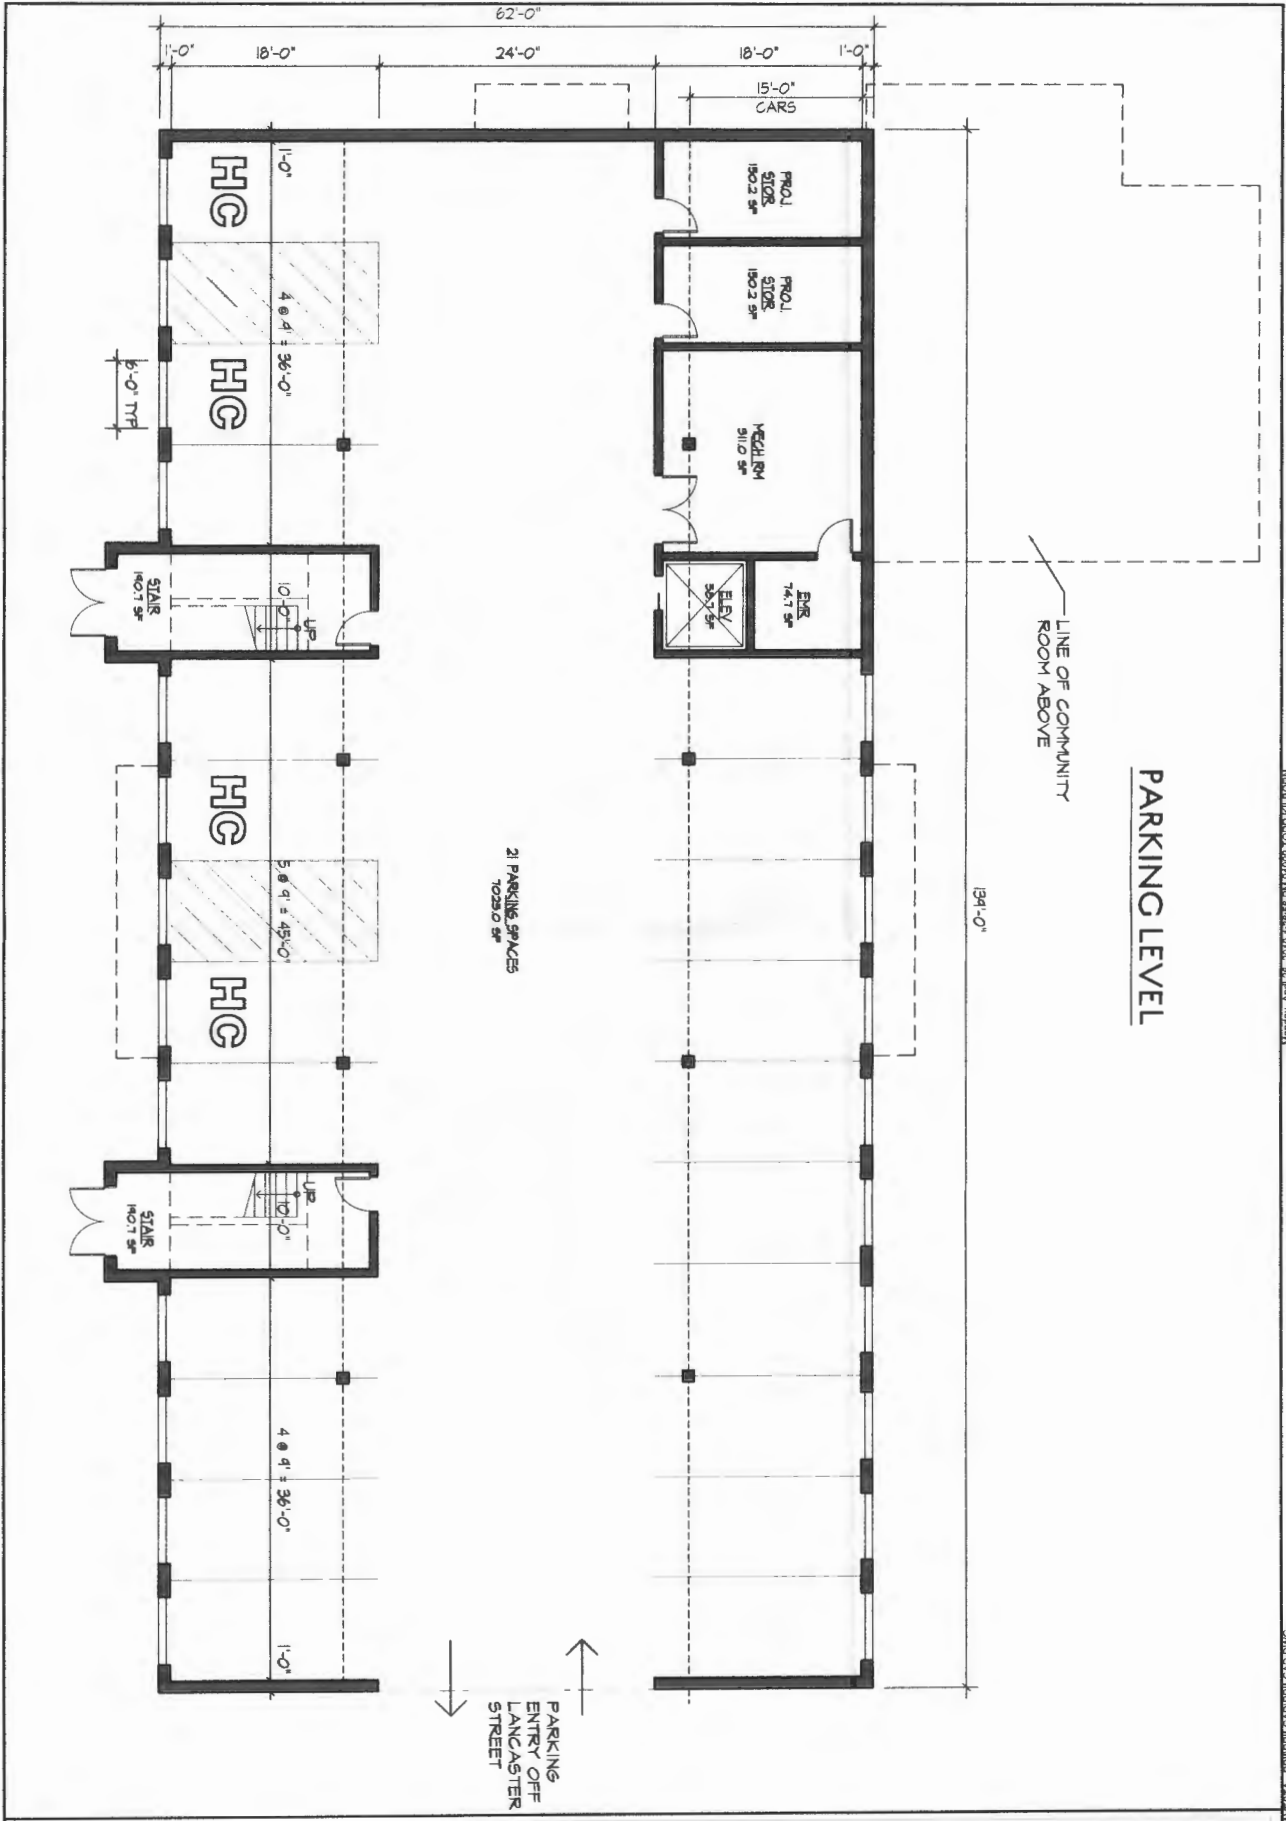 62'-0"
1'-0"
18'-0"
24'-0"
18'-0"
1'-0"
15'-0"
CARS
1'-0"
HC
4 @ 9' = 36'-0"
HC
6'-0" TYP
PROJ.
STOR
150.2 SF
PROJ.
STOR
150.2 SF
MECH RM
311.0 SF
EMR
74.7 SF
ELEV
STAIR
190.7 SF
10'-0"
UP
LINE OF COMMUNITY
ROOM ABOVE
PARKING LEVEL
139'-0"
HC
5 @ 9' = 45'-0"
HC
21 PARKING SPACES
7023.0 SF
STAIR
190.7 SF
UP
10'-0"
4 @ 9' = 36'-0"
1'-0"
PARKING
ENTRY OFF
LANCASTER
STREET